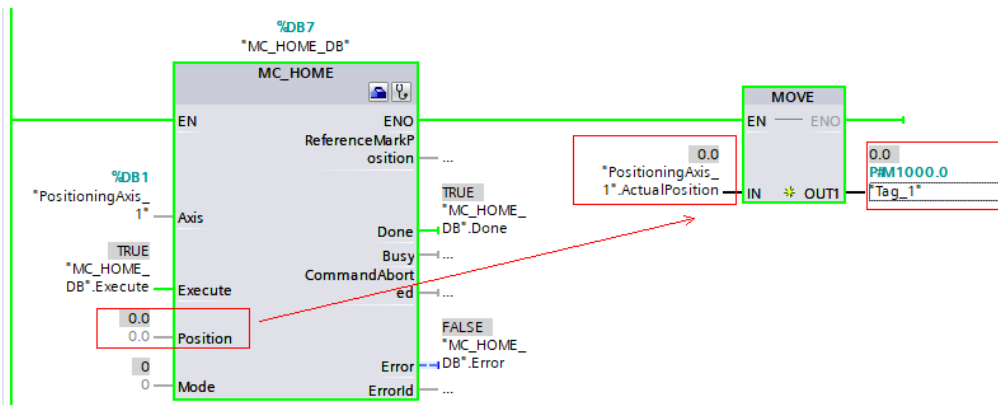 %DB7
"MC_HOME_DB"
MC_HOME
EN
ENO
ReferenceMarkP
osition
...
%DB1
"PositioningAxis_
1"
Axis
TRUE
"MC_HOME_
DB".Done
Done
Busy
...
TRUE
"MC_HOME_
DB".Execute
Execute
CommandAbort
ed
...
0.0
0.0
Position
FALSE
"MC_HOME_
DB".Error
Error
0
0
Mode
ErrorId
...
MOVE
EN
ENO
0.0
"PositioningAxis_
1".ActualPosition
IN
OUT1
0.0
P#M1000.0
"Tag_1"